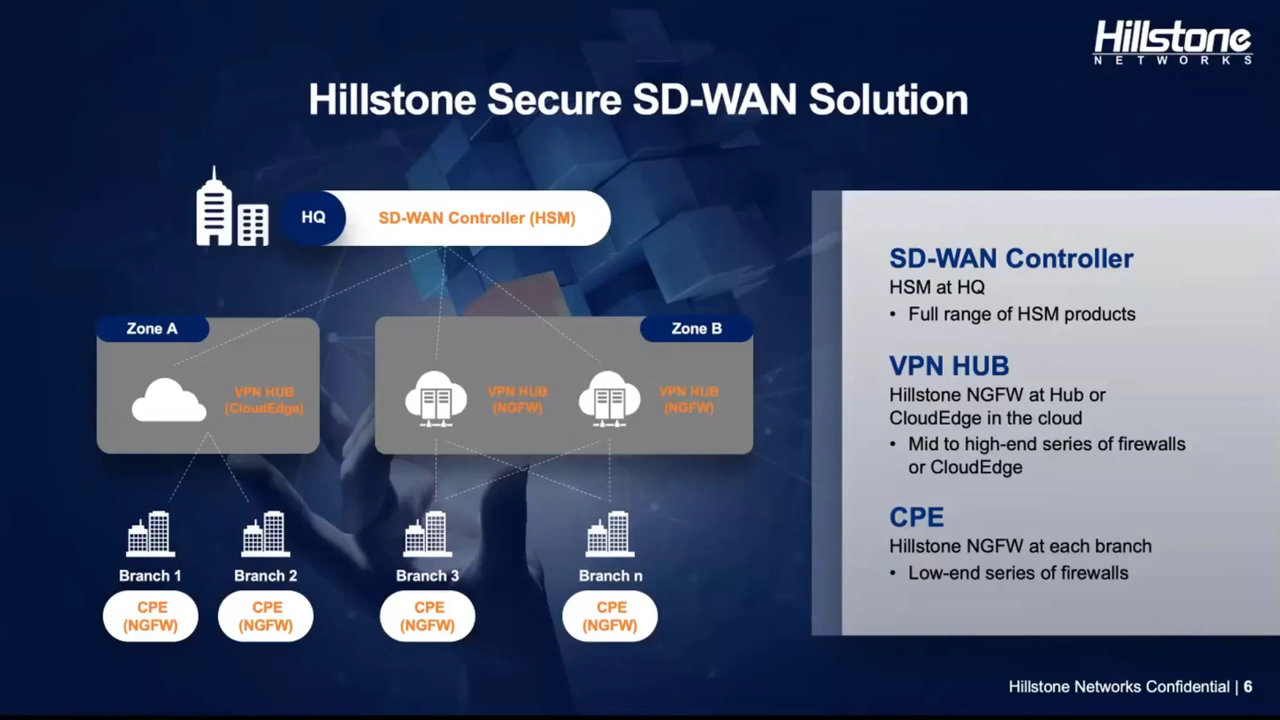 Hillstone
NETWORKS
Hillstone Secure SD-WAN Solution
HQ
SD-WAN Controller (HSM)
Zone A
VPN HUB
(CloudEdge)
Zone B
VPN HUB
(NGFW)
VPN HUB
(NGFW)
Branch 1
CPE
(NGFW)
Branch 2
CPE
(NGFW)
Branch 3
CPE
(NGFW)
Branch n
CPE
(NGFW)
SD-WAN Controller
HSM at HQ
• Full range of HSM products
VPN HUB
Hillstone NGFW at Hub or
CloudEdge in the cloud
• Mid to high-end series of firewalls
or CloudEdge
CPE
Hillstone NGFW at each branch
• Low-end series of firewalls
Hillstone Networks Confidential | 6